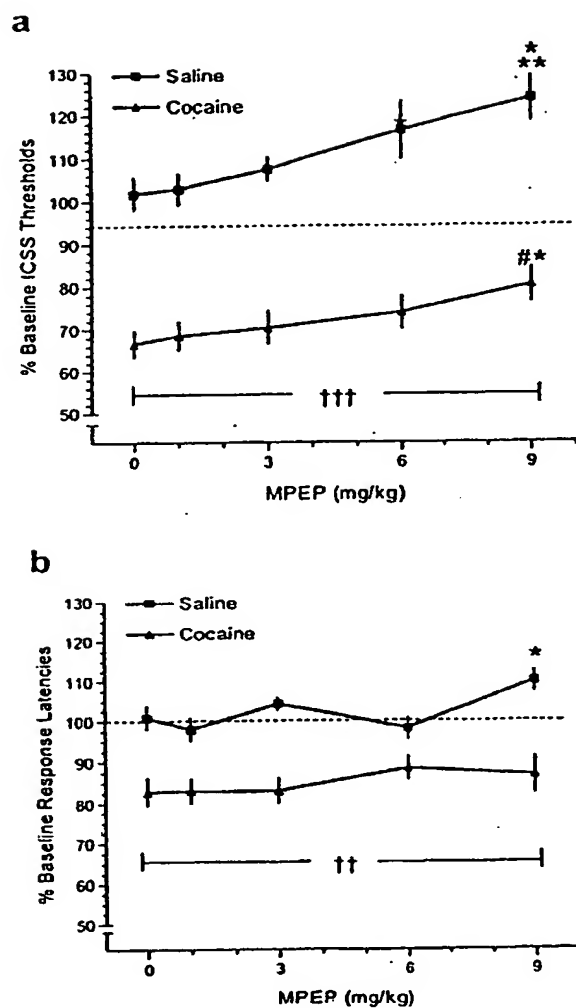 a
*
**
130
Saline
120
Cocaine
*
110
100
% Baseline ICSS Thresholds
90
#*
80
70
60
†††
50
0 3 6 9
MPEP (mg/kg)
b
130
Saline
120
Cocaine
*
110
100
% Baseline Response Latencies
90
80
70
††
60
50
0 3 6 9
MPEP (mg/kg)